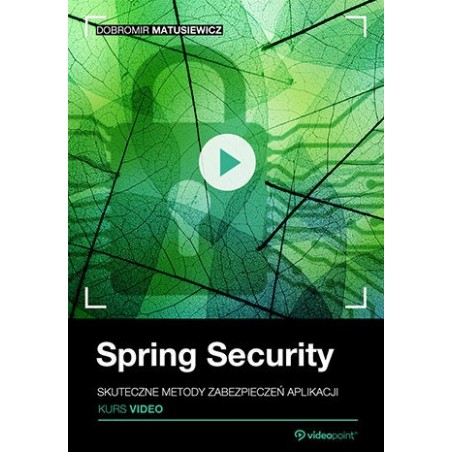 DOBROMIR MATUSIEWICZ
Spring Security
SKUTECZNE METODY ZABEZPIECZEŃ APLIKACJI
KURS VIDEO
videopoint